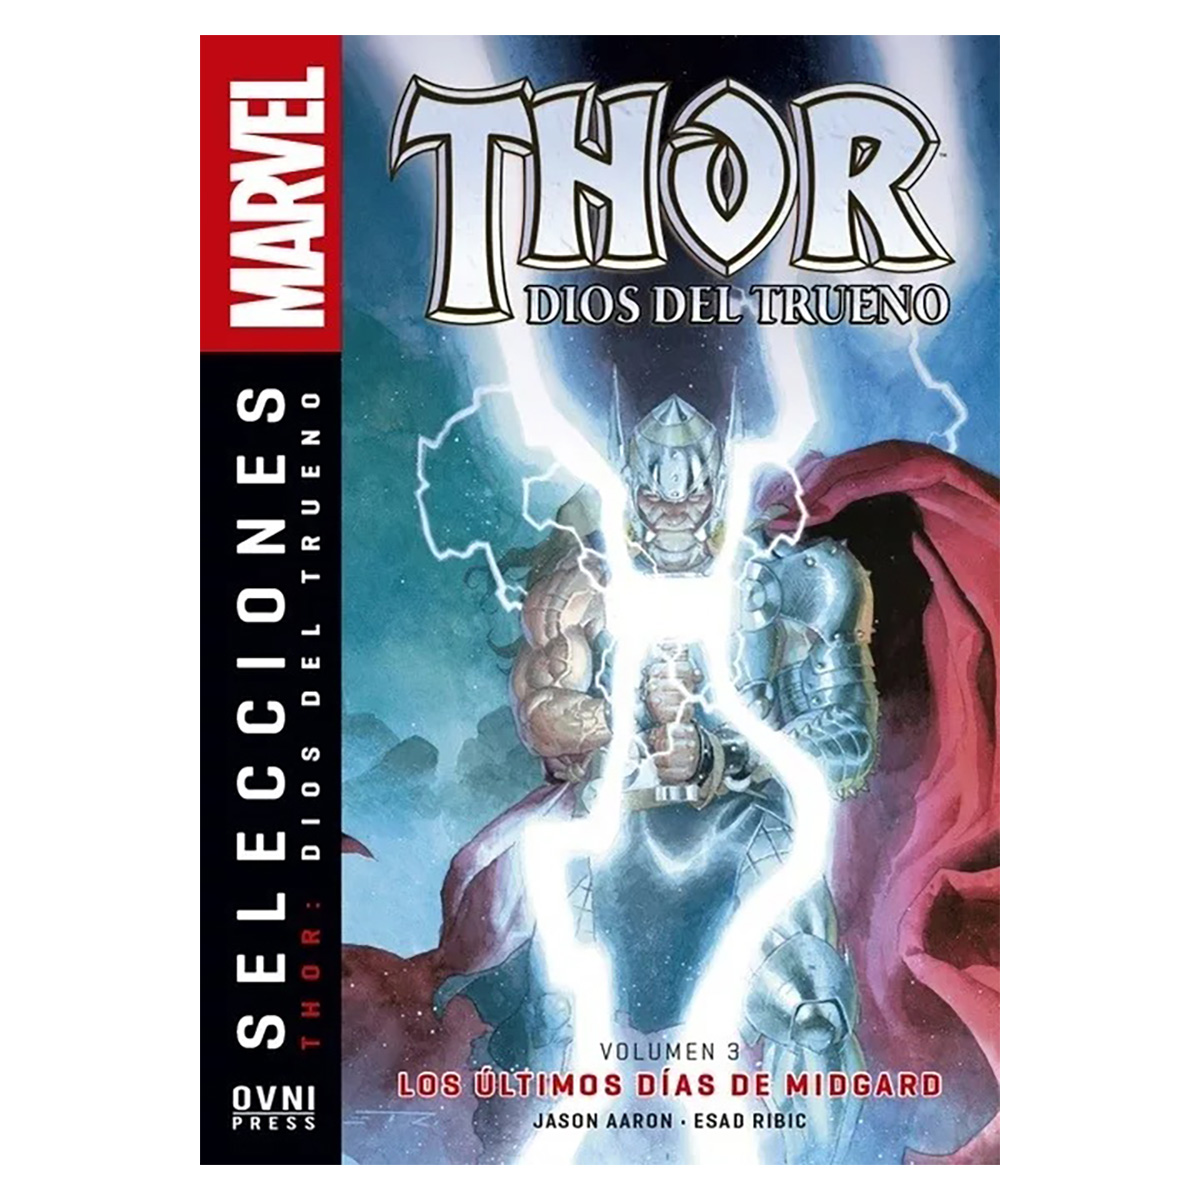 MARVEL
SELECCIONES
THOR: DIOS DEL TRUENO
OVNI
PRESS
THOR
™
DIOS DEL TRUENO
VOLUMEN 3
LOS ÚLTIMOS DÍAS DE MIDGARD
JASON AARON · ESAD RIBIC